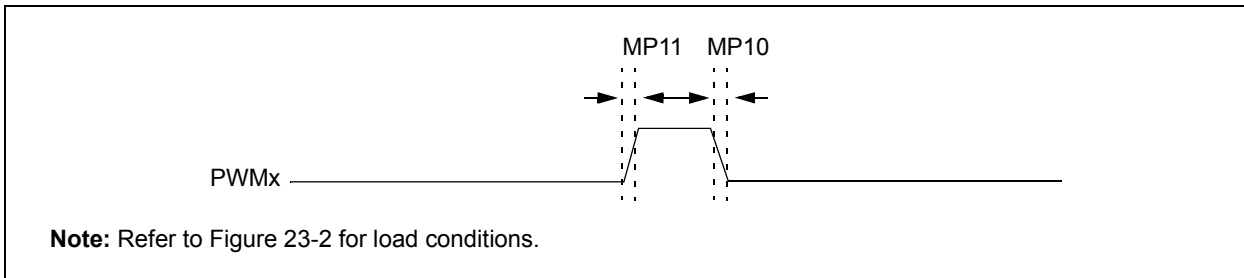 MP11 MP10
PWMx
Note: Refer to Figure 23-2 for load conditions.